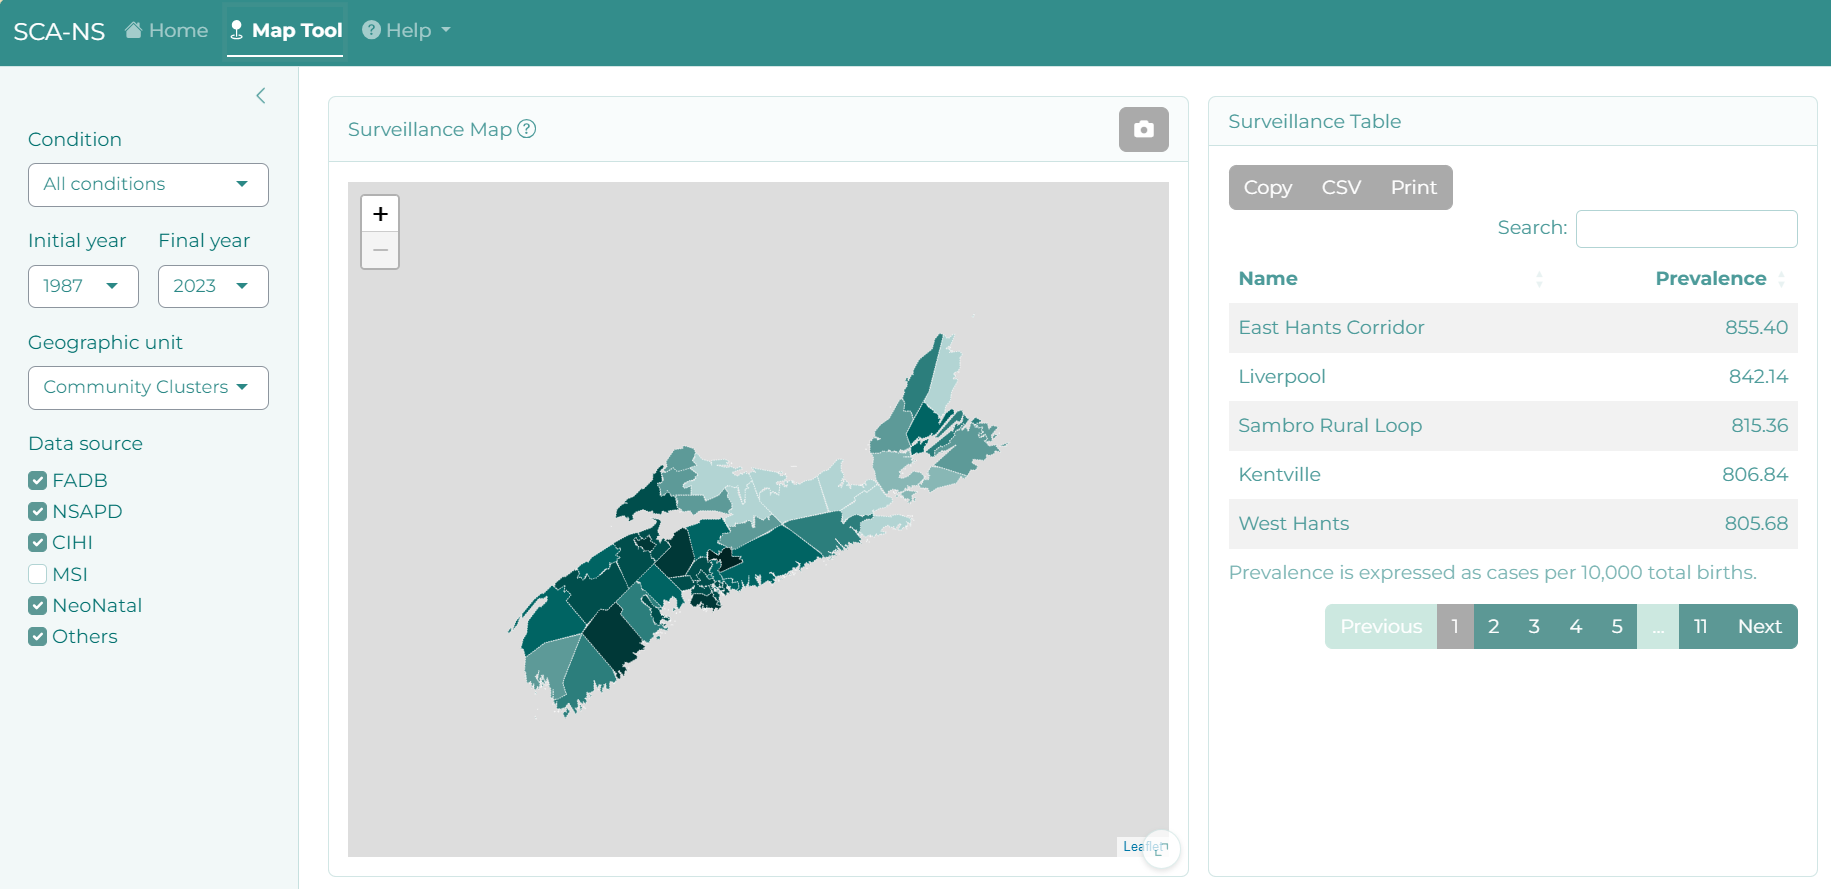 SCA-NS Home Map Tool Help
Condition
All conditions
Initial year Final year
1987 2023
Geographic unit
Community Clusters
Data source
FADB
NSAPD
CIHI
MSI
NeoNatal
Others
Surveillance Map ?
+
−
Leaflet
Surveillance Table
Copy CSV Print
Search:
Name Prevalence
East Hants Corridor 855.40
Liverpool 842.14
Sambro Rural Loop 815.36
Kentville 806.84
West Hants 805.68
Prevalence is expressed as cases per 10,000 total births.
Previous 1 2 3 4 5 ... 11 Next